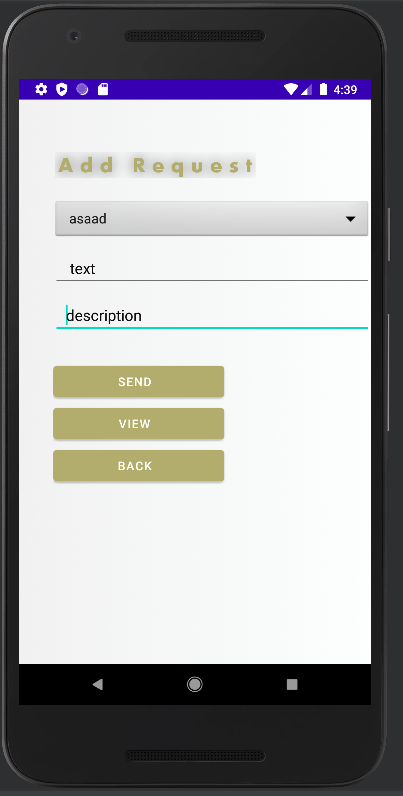 4:39
Add Request
asaad
text
description
SEND
VIEW
BACK